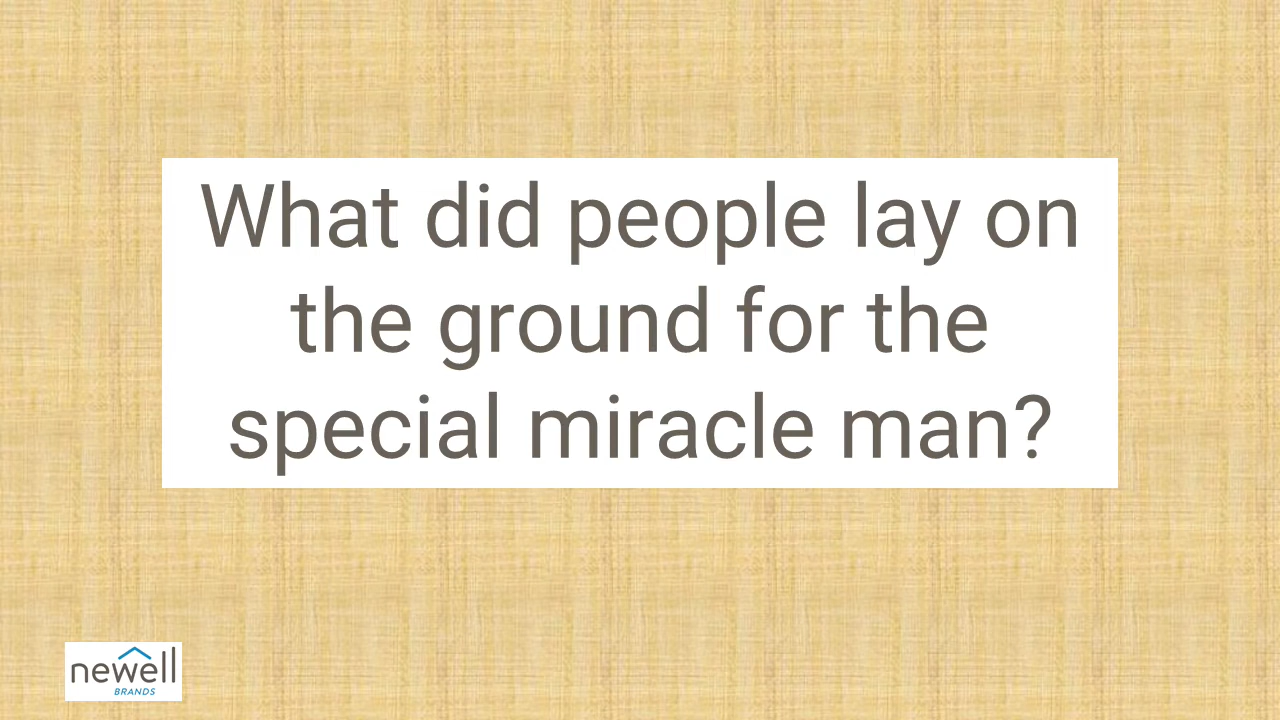 What did people lay on
the ground for the
special miracle man?
newell
BRANDS